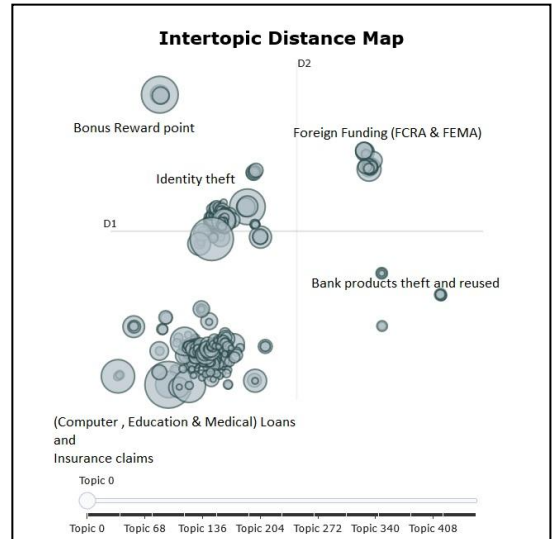 Intertopic Distance Map
D2
Bonus Reward point
Foreign Funding (FCRA & FEMA)
Identity theft
D1
Bank products theft and reused
(Computer , Education & Medical) Loans
and
Insurance claims
Topic 0
Topic 0 Topic 68 Topic 136 Topic 204 Topic 272 Topic 340 Topic 408